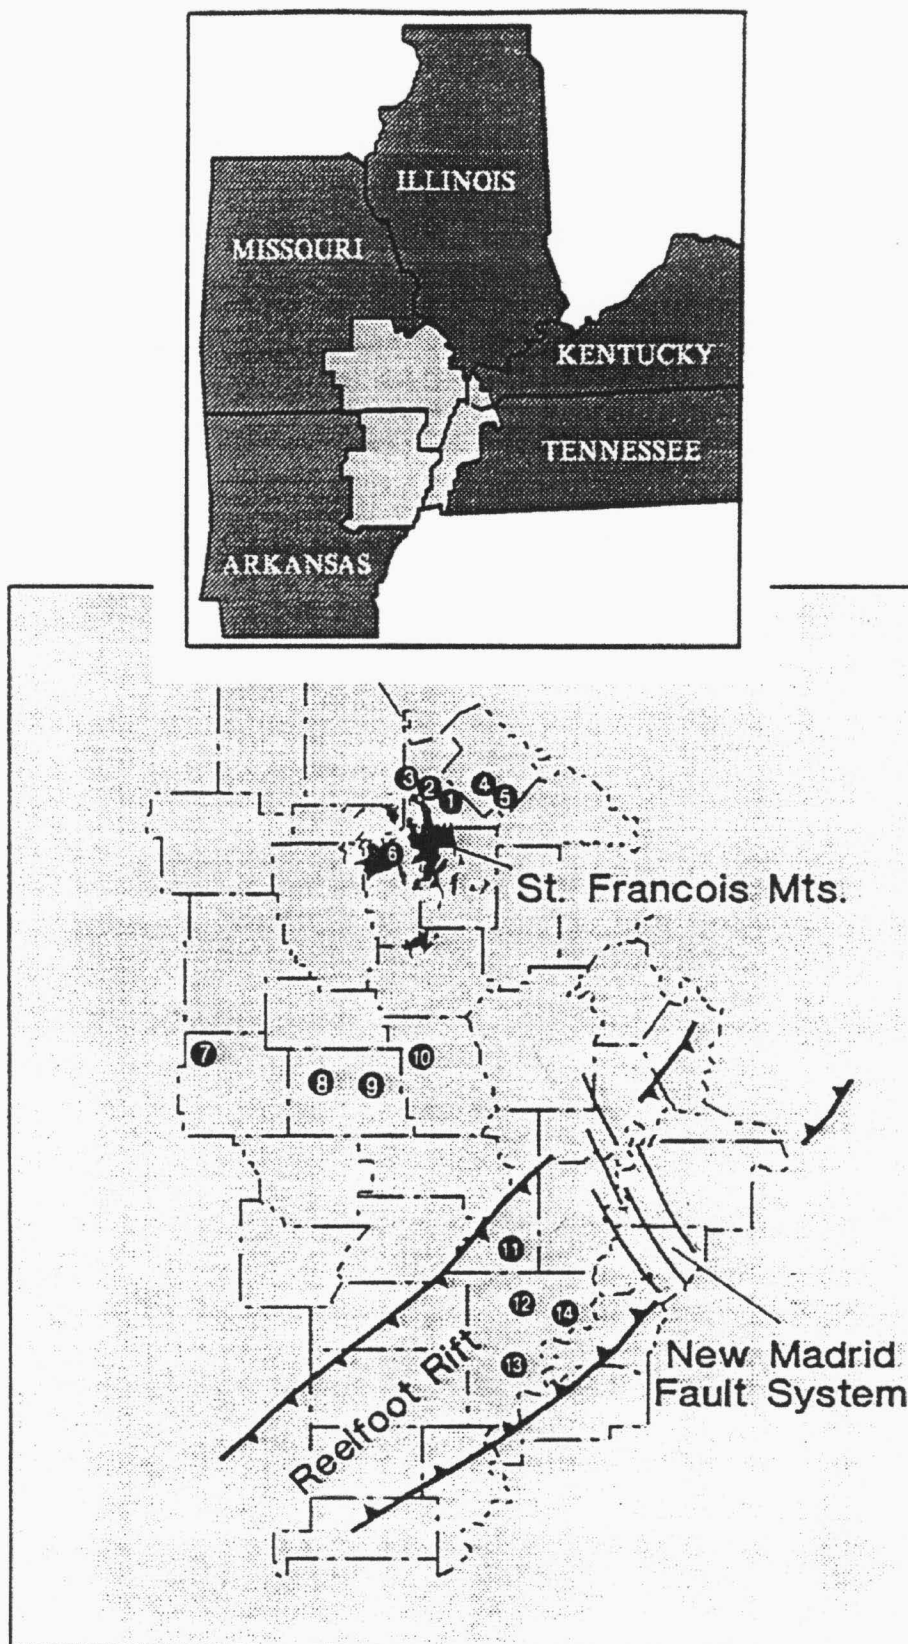 ILLINOIS
MISSOURI
KENTUCKY
TENNESSEE
ARKANSAS
3
2
1
4
5
6
St. Francois Mts.
7
8
9
10
11
12
14
13
New Madrid
Fault System
Reelfoot Rift